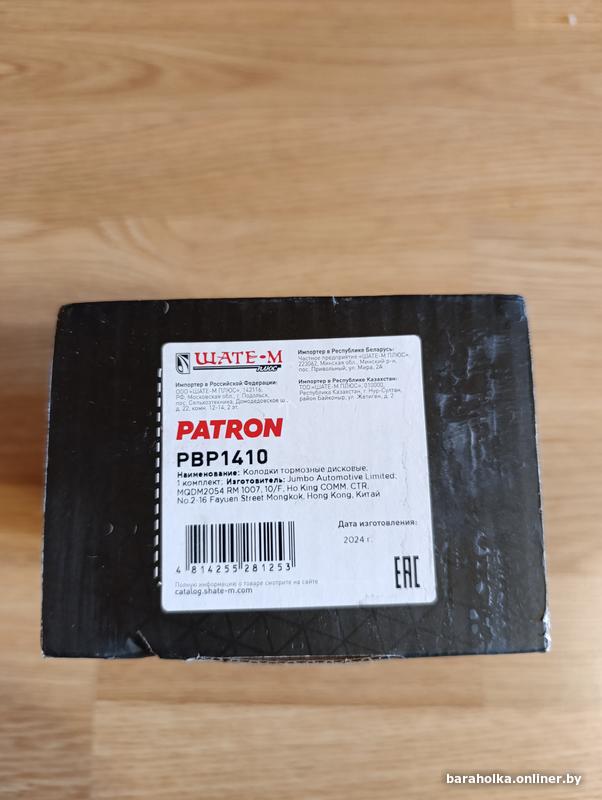 ШАТЕ-М
ПЛЮС
Импортер в Российской Федерации:
ООО «ШАТЕ-М ПЛЮС», 142116,
РФ, Московская обл., г. Подольск,
пос. Сельхозтехника, Домодедовское ш.,
д. 22, комн. 12-14, 2 эт.
Импортер в Республике Беларусь:
Частное предприятие «ШАТЕ-М ПЛЮС»,
223062, Минская обл., Минский р-н,
пос. Привольный, ул. Мира, 2А
Импортер в Республике Казахстан:
ТОО «ШАТЕ-М ПЛЮС», 010000,
Республика Казахстан, г. Нур-Султан,
район Байконыр, ул. Жетиген, д. 2
PATRON
PBP1410
Наименование: Колодки тормозные дисковые,
1 комплект; Изготовитель: Jumbo Automotive Limited;
MQDM2054 RM 1007, 10/F, Ho King COMM. CTR,
No.2-16 Fayuen Street Mongkok, Hong Kong, Китай
Дата изготовления:
2024 г.
4 814255 281253
EAC
Полную информацию о товаре смотрите на сайте
catalog.shate-m.com
baraholka.onliner.by